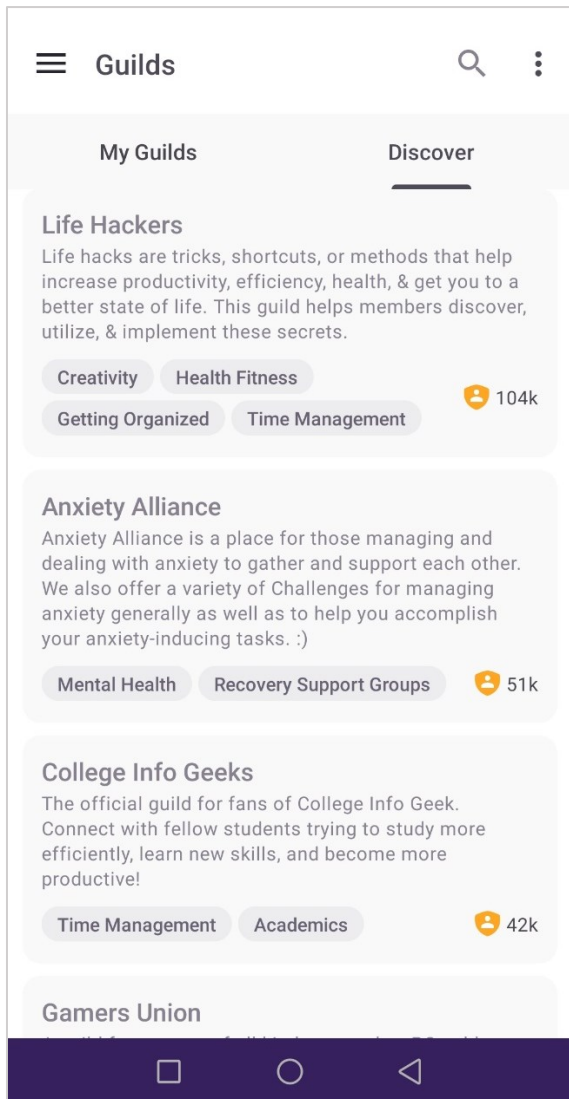 Guilds
My Guilds
Discover
Life Hackers
Life hacks are tricks, shortcuts, or methods that help
increase productivity, efficiency, health, & get you to a
better state of life. This guild helps members discover,
utilize, & implement these secrets.
Creativity
Health Fitness
Getting Organized
Time Management
104k
Anxiety Alliance
Anxiety Alliance is a place for those managing and
dealing with anxiety to gather and support each other.
We also offer a variety of Challenges for managing
anxiety generally as well as to help you accomplish
your anxiety-inducing tasks. :)
Mental Health
Recovery Support Groups
51k
College Info Geeks
The official guild for fans of College Info Geek.
Connect with fellow students trying to study more
efficiently, learn new skills, and become more
productive!
Time Management
Academics
42k
Gamers Union